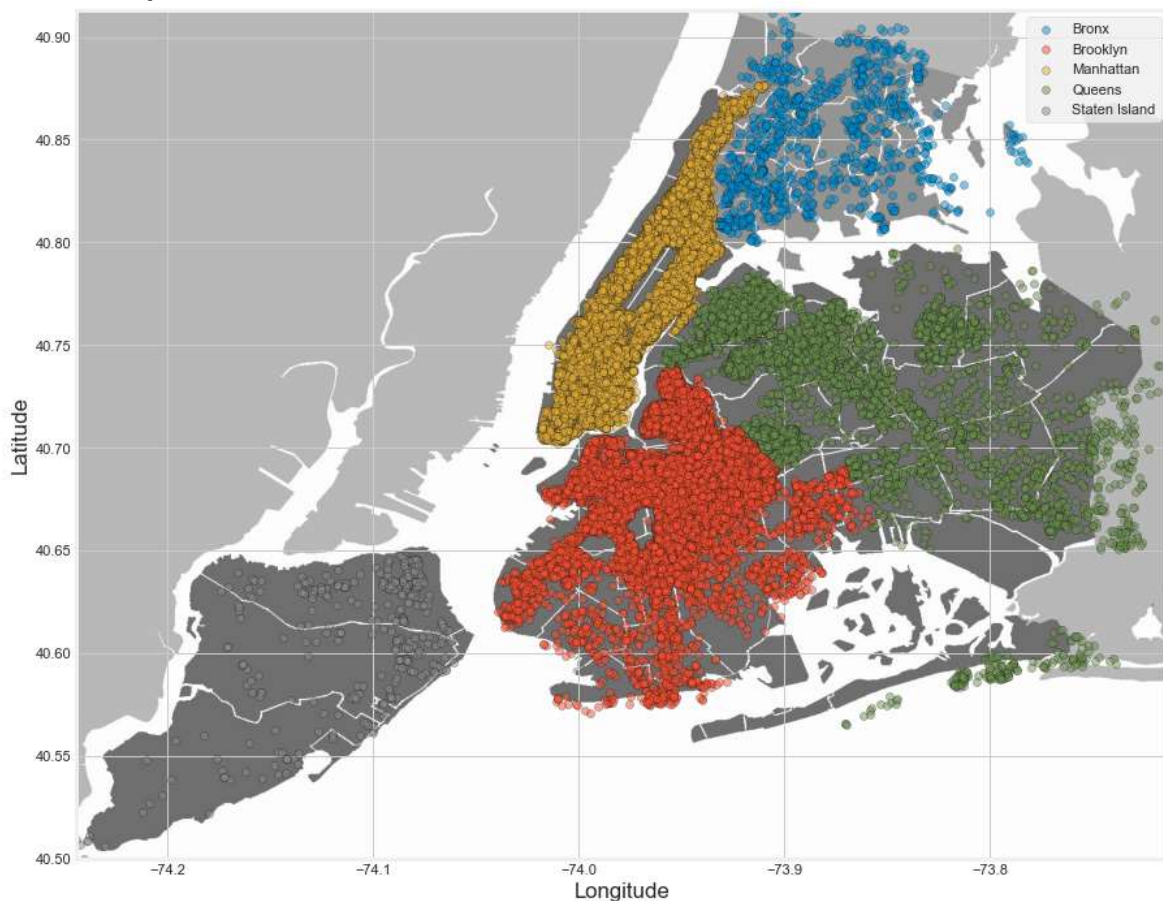 Bronx
Brooklyn
Manhattan
Queens
Staten Island
40.90
40.85
40.80
40.75
40.70
40.65
40.60
40.55
40.50
Latitude
−74.2
−74.1
−74.0
−73.9
−73.8
Longitude